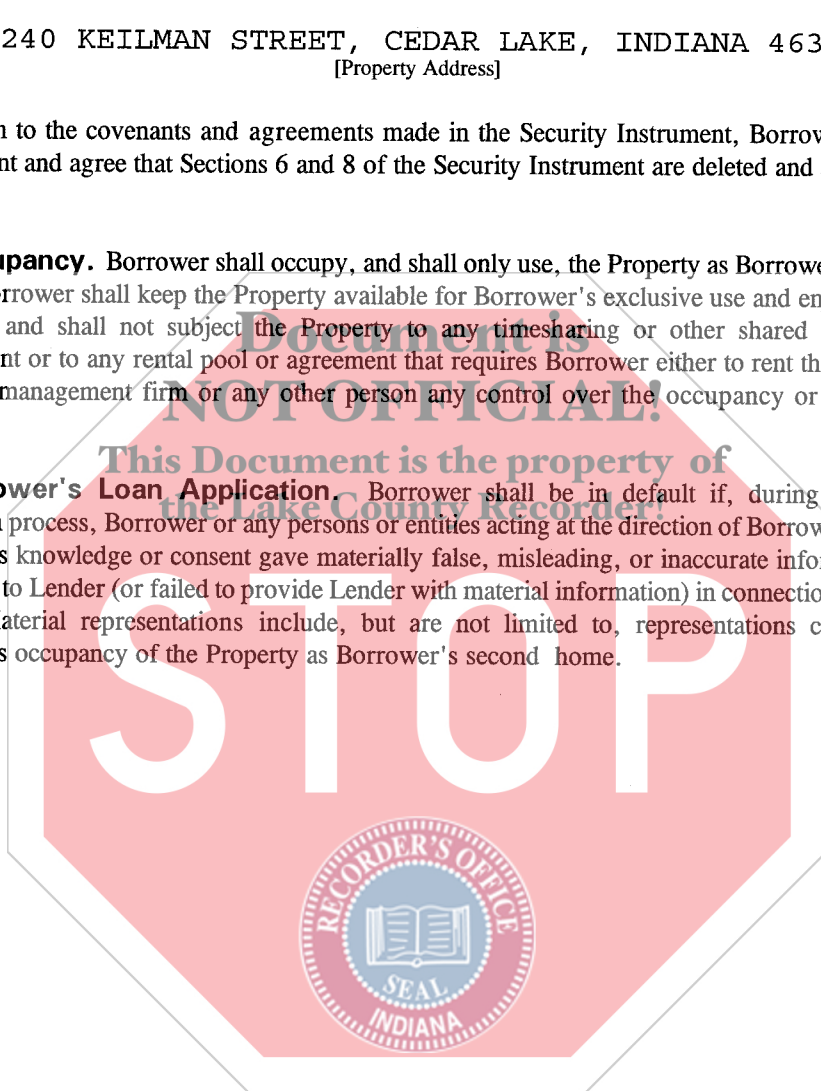 240 KEILMAN STREET, CEDAR LAKE, INDIANA 463
[Property Address]
n to the covenants and agreements made in the Security Instrument, Borrow
nt and agree that Sections 6 and 8 of the Security Instrument are deleted and
upancy. Borrower shall occupy, and shall only use, the Property as Borrowe
rrower shall keep the Property available for Borrower's exclusive use and en
and shall not subject the Property to any timesharing or other shared
Document is
nt or to any rental pool or agreement that requires Borrower either to rent th
management firm or any other person any control over the occupancy or
NOT OFFICIAL!
This Document is the property of
ower's Loan Application. Borrower shall be in default if, during
the Lake County Recorder!
process, Borrower or any persons or entities acting at the direction of Borrow
s knowledge or consent gave materially false, misleading, or inaccurate info
to Lender (or failed to provide Lender with material information) in connectio
aterial representations include, but are not limited to, representations c
s occupancy of the Property as Borrower's second home.
STOP
RECORDER'S OFFICE
SEAL
INDIANA